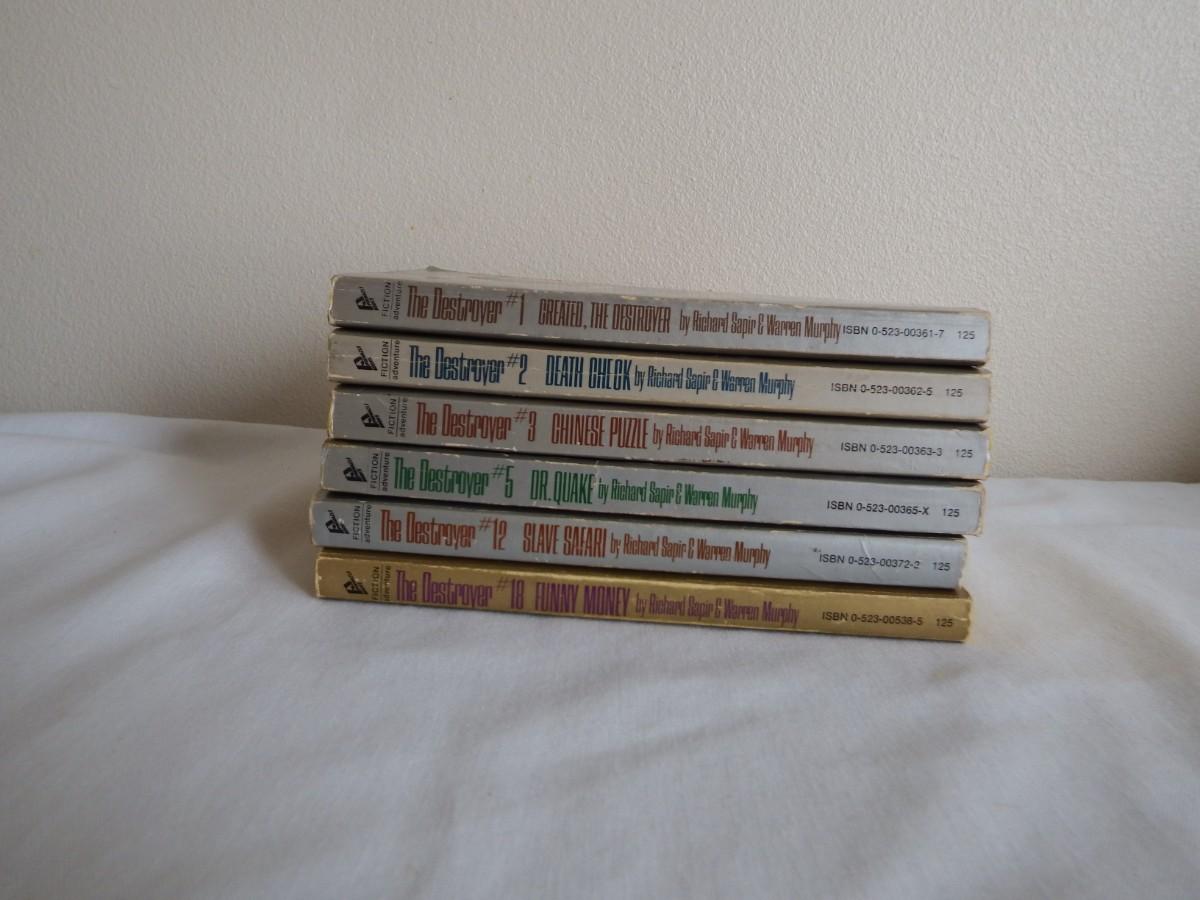 FICTION adventure The Destroyer #1 CREATED, THE DESTROYER by Richard Sapir & Warren Murphy ISBN 0-523-00361-7 125
FICTION adventure The Destroyer #2 DEATH CHECK by Richard Sapir & Warren Murphy ISBN 0-523-00362-5 125
FICTION adventure The Destroyer #3 CHINESE PUZZLE by Richard Sapir & Warren Murphy ISBN 0-523-00363-3 125
FICTION adventure The Destroyer #5 DR. QUAKE by Richard Sapir & Warren Murphy ISBN 0-523-00365-X 125
FICTION adventure The Destroyer #12 SLAVE SAFARI by Richard Sapir & Warren Murphy ISBN 0-523-00372-2 125
FICTION adventure The Destroyer #18 FUNNY MONEY by Richard Sapir & Warren Murphy ISBN 0-523-00538-5 125